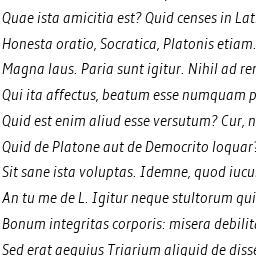 Quae ista amicitia est? Quid censes in Lat
Honesta oratio, Socratica, Platonis etiam.
Magna laus. Paria sunt igitur. Nihil ad rer
Qui ita affectus, beatum esse numquam p
Quid est enim aliud esse versutum? Cur, n
Quid de Platone aut de Democrito loquar?
Sit sane ista voluptas. Idemne, quod iucu
An tu me de L. Igitur neque stultorum qui
Bonum integritas corporis: misera debilita
Sed erat aequius Triarium aliquid de disse